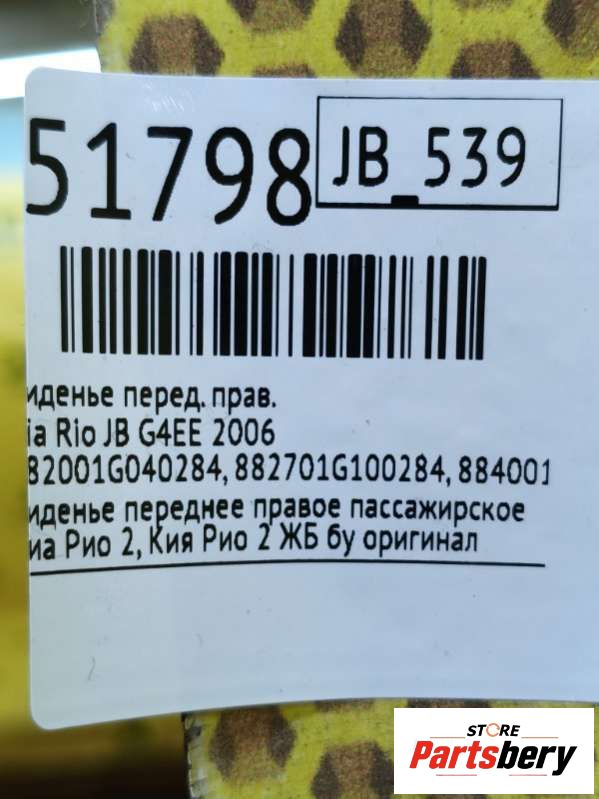 51798 JB_539
иденье перед. прав.
ia Rio JB G4EE 2006
82001G040284, 882701G100284, 884001
иденье переднее правое пассажирское
иа Рио 2, Кия Рио 2 ЖБ бу оригинал
STORE
Partsbery